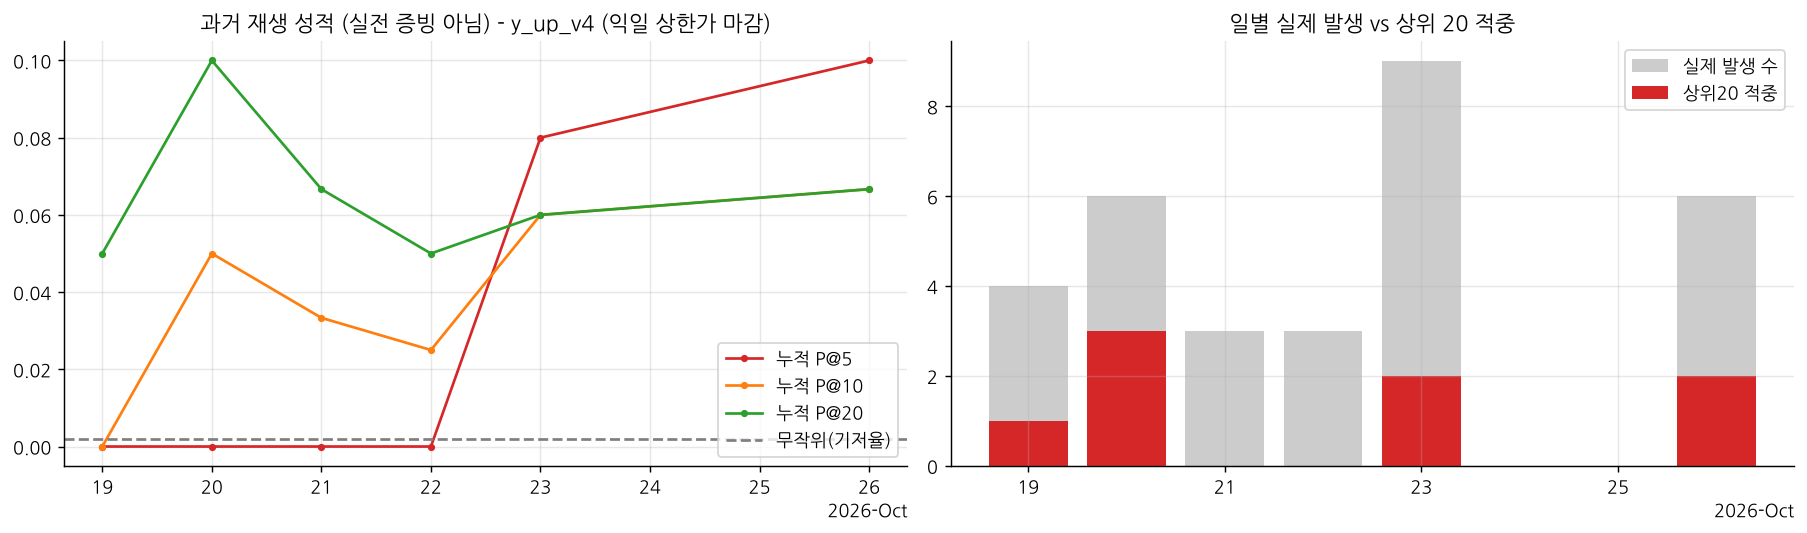 과거 재생 성적 (실전 증빙 아님) - y_up_v4 (익일 상한가 마감)
0.10
0.08
0.06
0.04
0.02
0.00
누적 P@5
누적 P@10
누적 P@20
무작위(기저율)
19 20 21 22 23 24 25 26
2026-Oct
일별 실제 발생 vs 상위 20 적중
실제 발생 수
상위20 적중
8
6
4
2
0
19 21 23 25
2026-Oct